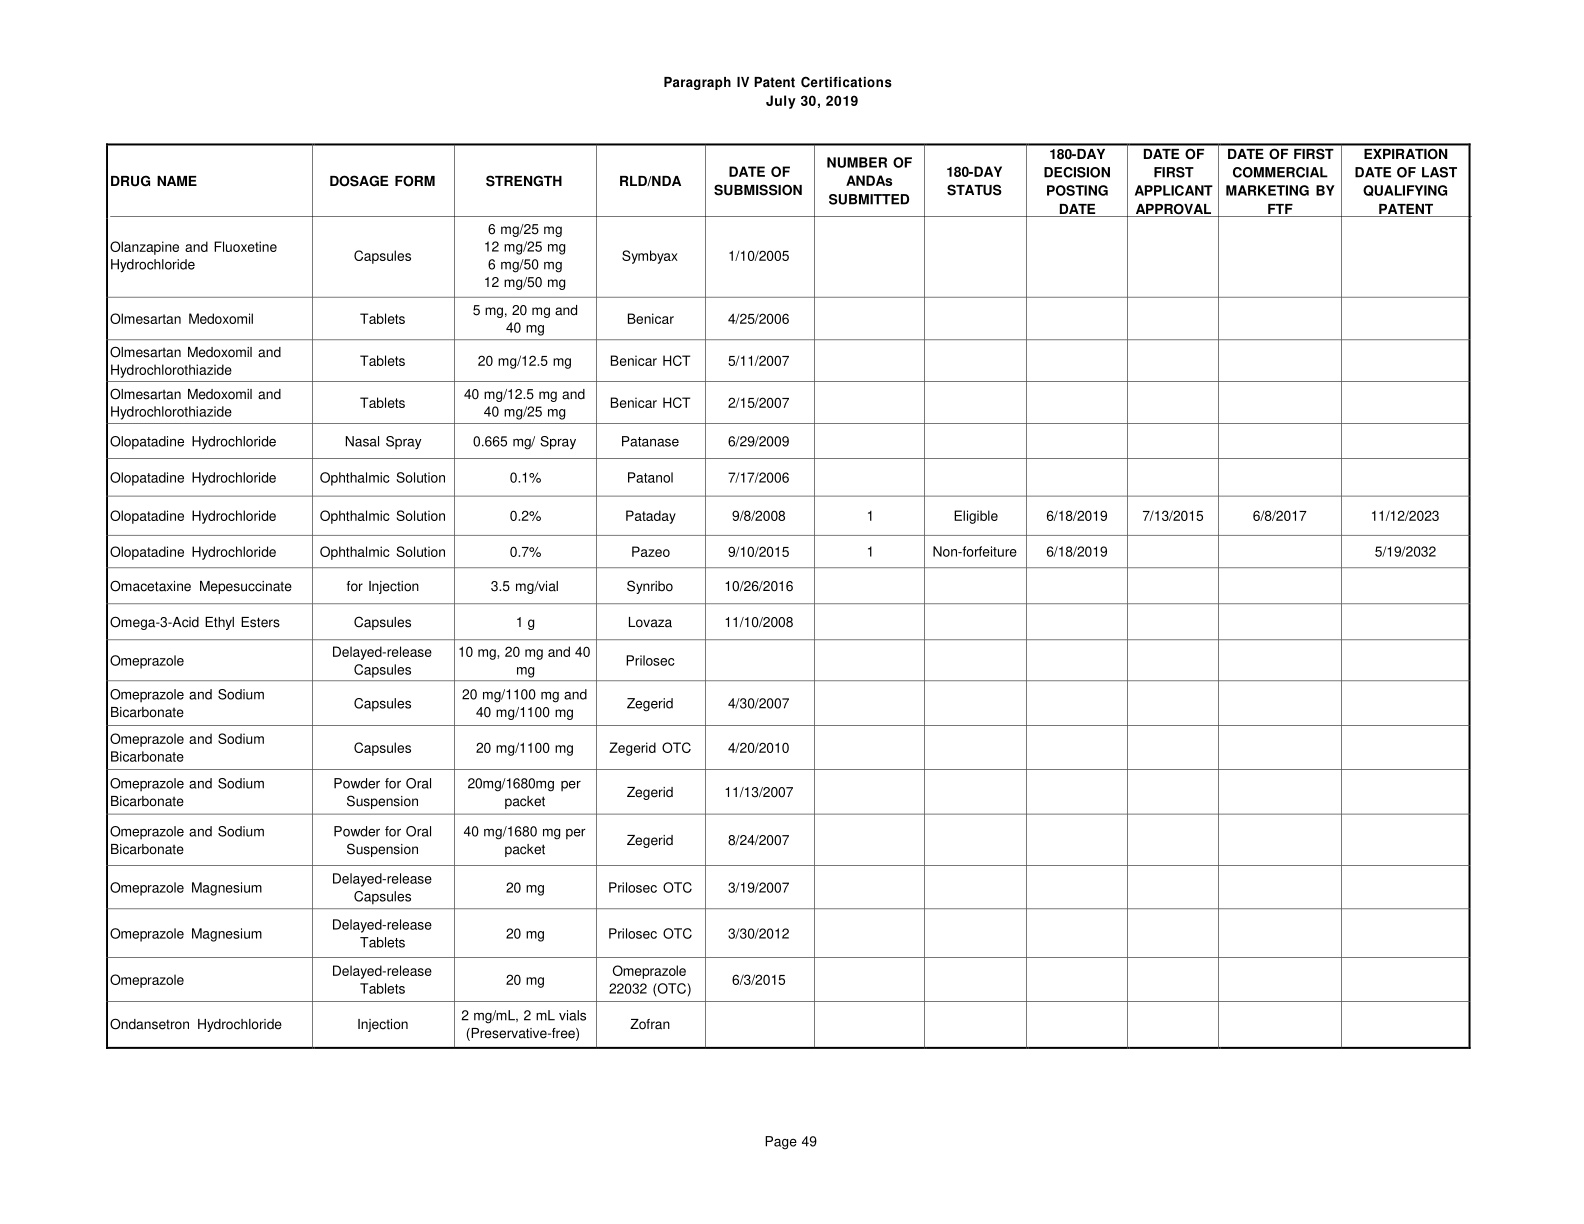 Paragraph IV Patent Certifications
July 30, 2019
DRUG NAME DOSAGE FORM STRENGTH RLD/NDA DATE OF SUBMISSION NUMBER OF ANDAs SUBMITTED 180-DAY STATUS 180-DAY DECISION POSTING DATE DATE OF FIRST APPLICANT APPROVAL DATE OF FIRST COMMERCIAL MARKETING BY FTF EXPIRATION DATE OF LAST QUALIFYING PATENT
Olanzapine and Fluoxetine Hydrochloride Capsules 6 mg/25 mg 12 mg/25 mg 6 mg/50 mg 12 mg/50 mg Symbyax 1/10/2005
Olmesartan Medoxomil Tablets 5 mg, 20 mg and 40 mg Benicar 4/25/2006
Olmesartan Medoxomil and Hydrochlorothiazide Tablets 20 mg/12.5 mg Benicar HCT 5/11/2007
Olmesartan Medoxomil and Hydrochlorothiazide Tablets 40 mg/12.5 mg and 40 mg/25 mg Benicar HCT 2/15/2007
Olopatadine Hydrochloride Nasal Spray 0.665 mg/ Spray Patanase 6/29/2009
Olopatadine Hydrochloride Ophthalmic Solution 0.1% Patanol 7/17/2006
Olopatadine Hydrochloride Ophthalmic Solution 0.2% Pataday 9/8/2008 1 Eligible 6/18/2019 7/13/2015 6/8/2017 11/12/2023
Olopatadine Hydrochloride Ophthalmic Solution 0.7% Pazeo 9/10/2015 1 Non-forfeiture 6/18/2019 5/19/2032
Omacetaxine Mepesuccinate for Injection 3.5 mg/vial Synribo 10/26/2016
Omega-3-Acid Ethyl Esters Capsules 1 g Lovaza 11/10/2008
Omeprazole Delayed-release Capsules 10 mg, 20 mg and 40 mg Prilosec
Omeprazole and Sodium Bicarbonate Capsules 20 mg/1100 mg and 40 mg/1100 mg Zegerid 4/30/2007
Omeprazole and Sodium Bicarbonate Capsules 20 mg/1100 mg Zegerid OTC 4/20/2010
Omeprazole and Sodium Bicarbonate Powder for Oral Suspension 20mg/1680mg per packet Zegerid 11/13/2007
Omeprazole and Sodium Bicarbonate Powder for Oral Suspension 40 mg/1680 mg per packet Zegerid 8/24/2007
Omeprazole Magnesium Delayed-release Capsules 20 mg Prilosec OTC 3/19/2007
Omeprazole Magnesium Delayed-release Tablets 20 mg Prilosec OTC 3/30/2012
Omeprazole Delayed-release Tablets 20 mg Omeprazole 22032 (OTC) 6/3/2015
Ondansetron Hydrochloride Injection 2 mg/mL, 2 mL vials (Preservative-free) Zofran
Page 49